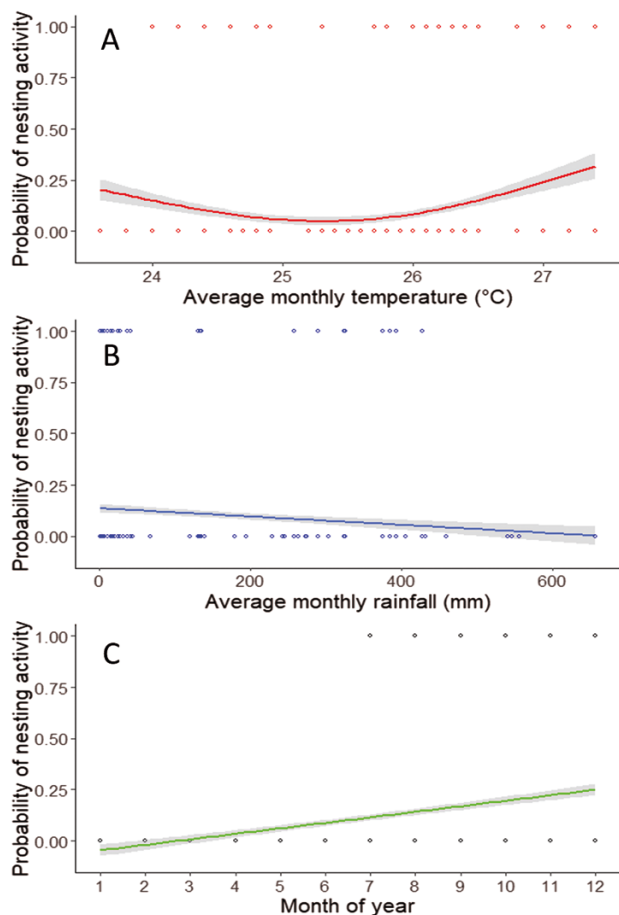 A
Probability of nesting activity
1.00
0.75
0.50
0.25
0.00
24 25 26 27
Average monthly temperature (°C)
B
Probability of nesting activity
1.00
0.75
0.50
0.25
0.00
0 200 400 600
Average monthly rainfall (mm)
C
Probability of nesting activity
1.00
0.75
0.50
0.25
0.00
1 2 3 4 5 6 7 8 9 10 11 12
Month of year